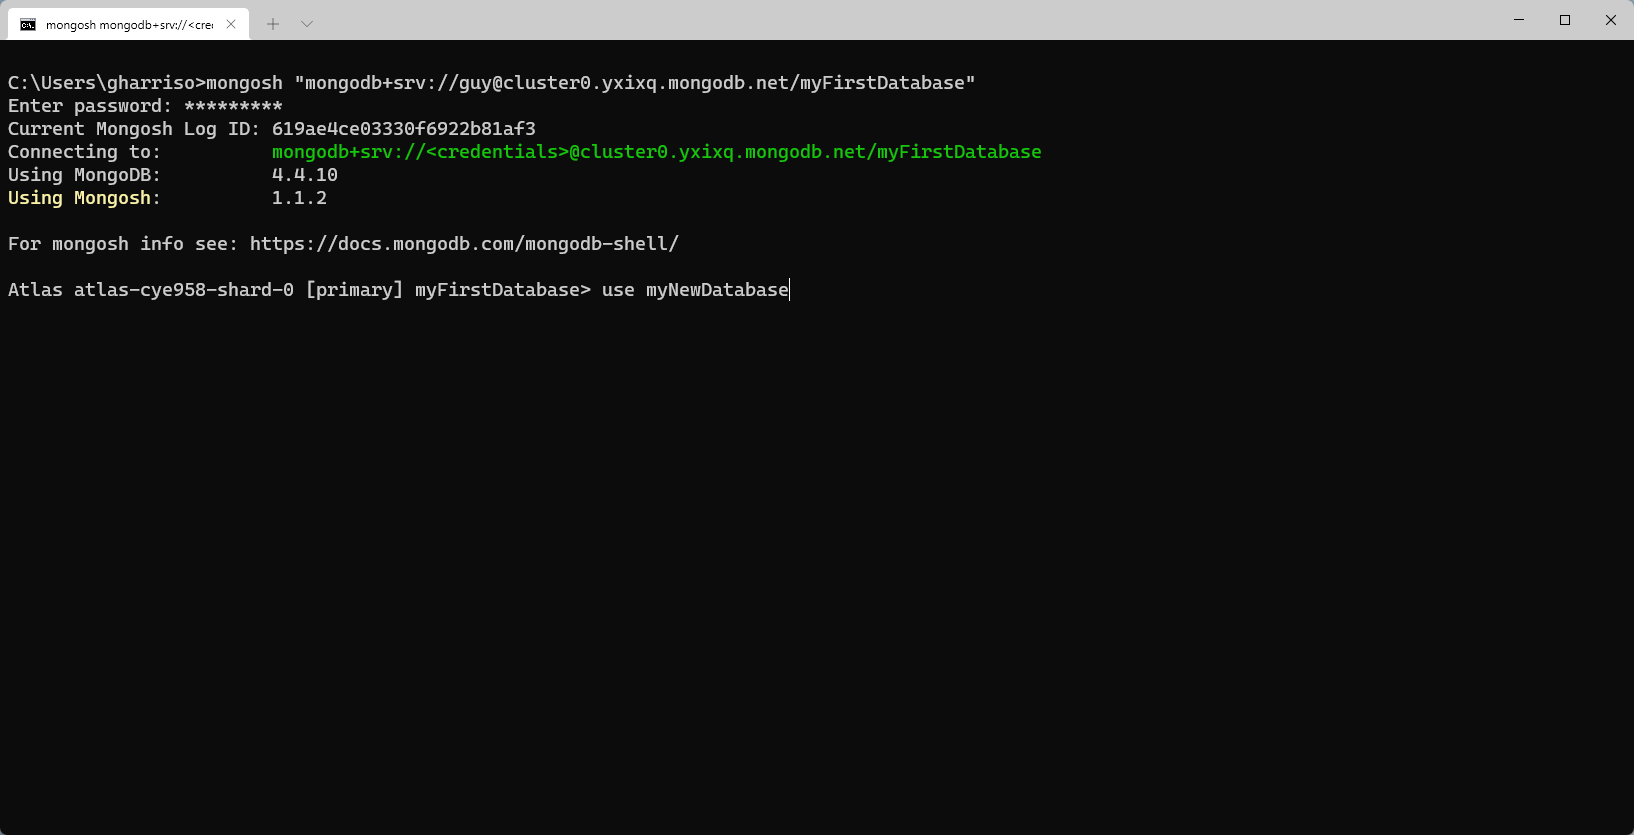 mongosh mongodb+srv://<cre
C:\Users\gharriso>mongosh "mongodb+srv://guy@cluster0.yxixq.mongodb.net/myFirstDatabase"
Enter password: *********
Current Mongosh Log ID: 619ae4ce03330f6922b81af3
Connecting to: mongodb+srv://<credentials>@cluster0.yxixq.mongodb.net/myFirstDatabase
Using MongoDB: 4.4.10
Using Mongosh: 1.1.2
For mongosh info see: https://docs.mongodb.com/mongodb-shell/
Atlas atlas-cye958-shard-0 [primary] myFirstDatabase> use myNewDatabase